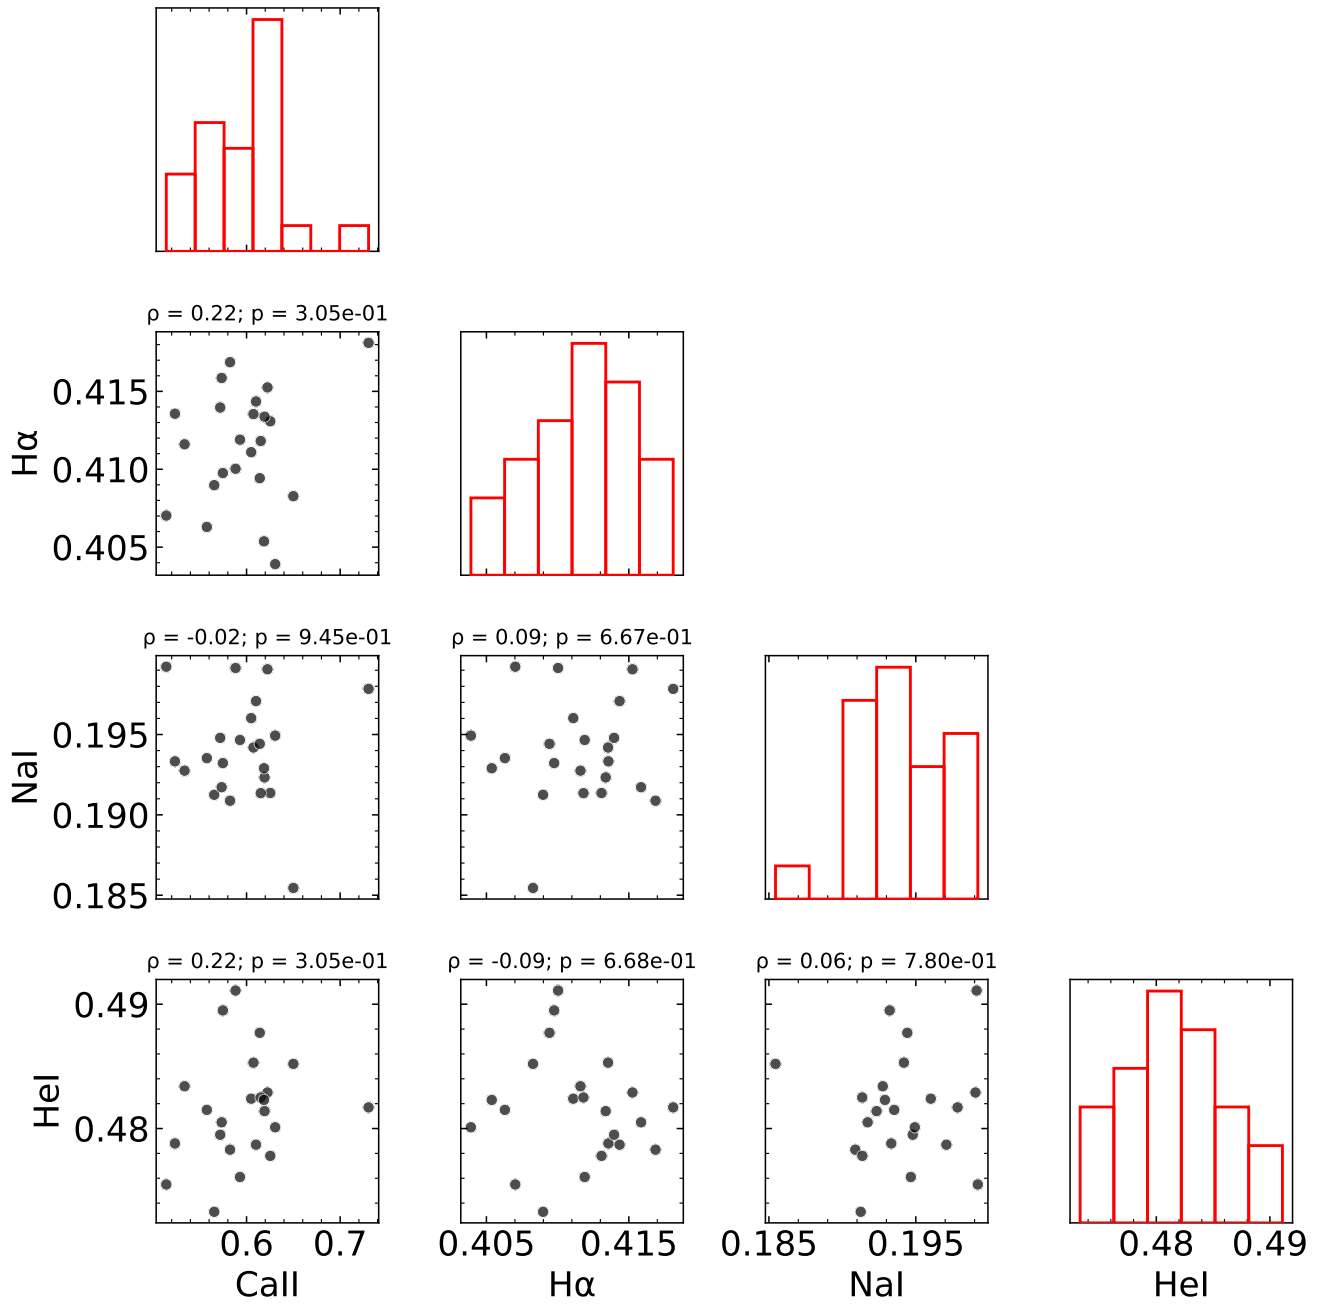 ρ = 0.22; p = 3.05e-01
0.415
0.410
0.405
Hα
ρ = -0.02; p = 9.45e-01
ρ = 0.09; p = 6.67e-01
0.195
0.190
0.185
NaI
ρ = 0.22; p = 3.05e-01
ρ = -0.09; p = 6.68e-01
ρ = 0.06; p = 7.80e-01
0.49
0.48
HeI
0.6 0.7
0.405 0.415
0.185 0.195
0.48 0.49
CaII
Hα
NaI
HeI